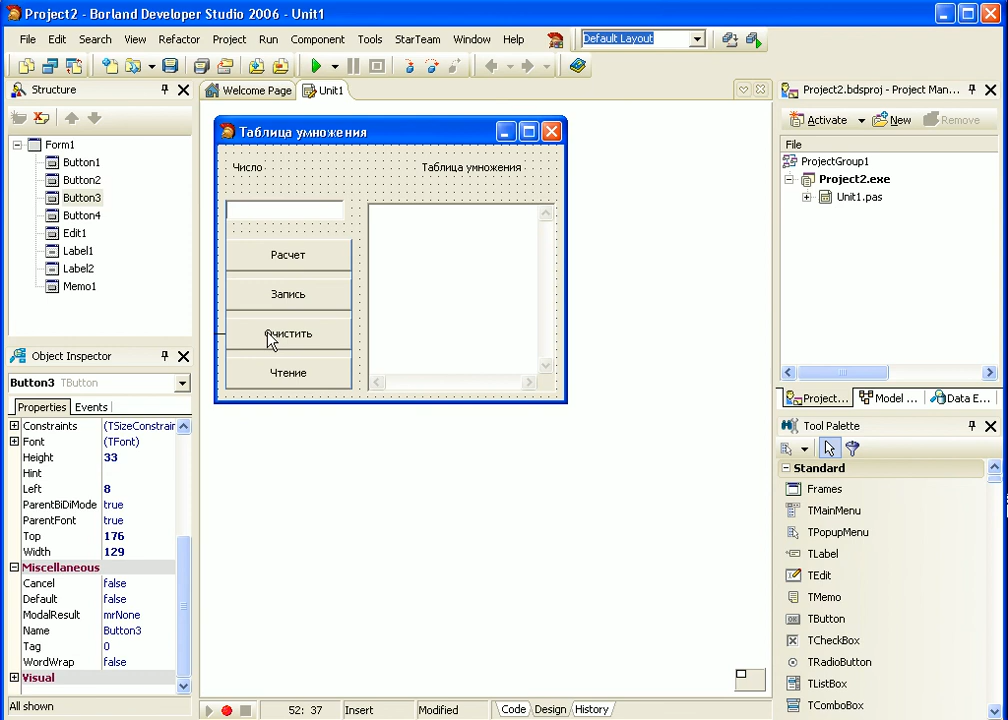 Project2 - Borland Developer Studio 2006 - Unit1
File Edit Search View Refactor Project Run Component Tools StarTeam Window Help Default Layout
Structure
Form1
Button1
Button2
Button3
Button4
Edit1
Label1
Label2
Memo1
Object Inspector
Button3 TButton
Properties Events
Constraints (TSizeConstrair
Font (TFont)
Height 33
Hint
Left 8
ParentBiDiMode true
ParentFont true
Top 176
Width 129
Miscellaneous
Cancel false
Default false
ModalResult mrNone
Name Button3
Tag 0
WordWrap false
Visual
All shown
Welcome Page Unit1
Таблица умножения
Число Таблица умножения
Расчет
Запись
Очистить
Чтение
52: 37 Insert Modified Code Design History
Project2.bdsproj - Project Man...
Activate New Remove
File
ProjectGroup1
Project2.exe
Unit1.pas
Project... Model ... Data E...
Tool Palette
Standard
Frames
TMainMenu
TPopupMenu
TLabel
TEdit
TMemo
TButton
TCheckBox
TRadioButton
TListBox
TComboBox